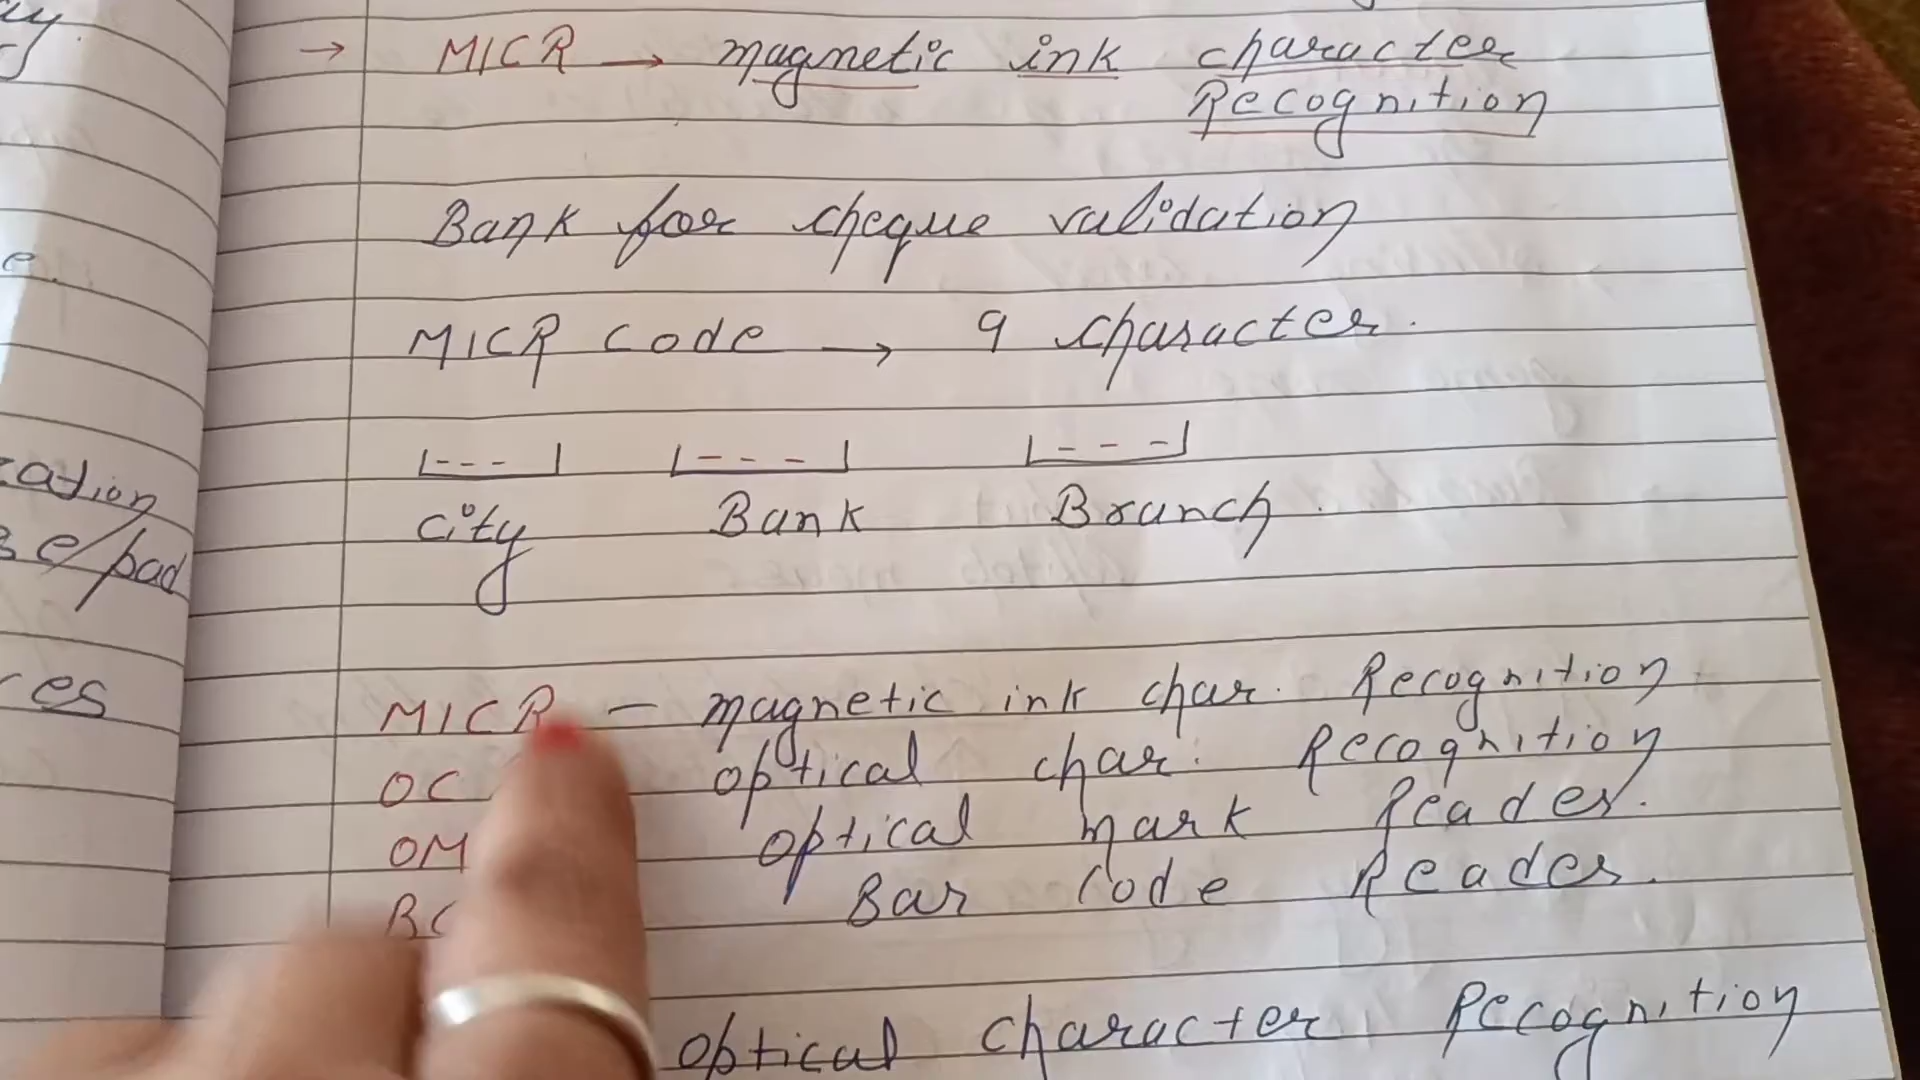 → MICR → magnetic ink character
Recognition
Bank for cheque validation
MICR code → 9 character.
city Bank Branch.
MICR – magnetic ink char. Recognition
optical char. Recognition
optical mark Reader.
Bar Code Reader.
optical character Recognition
e
/pad